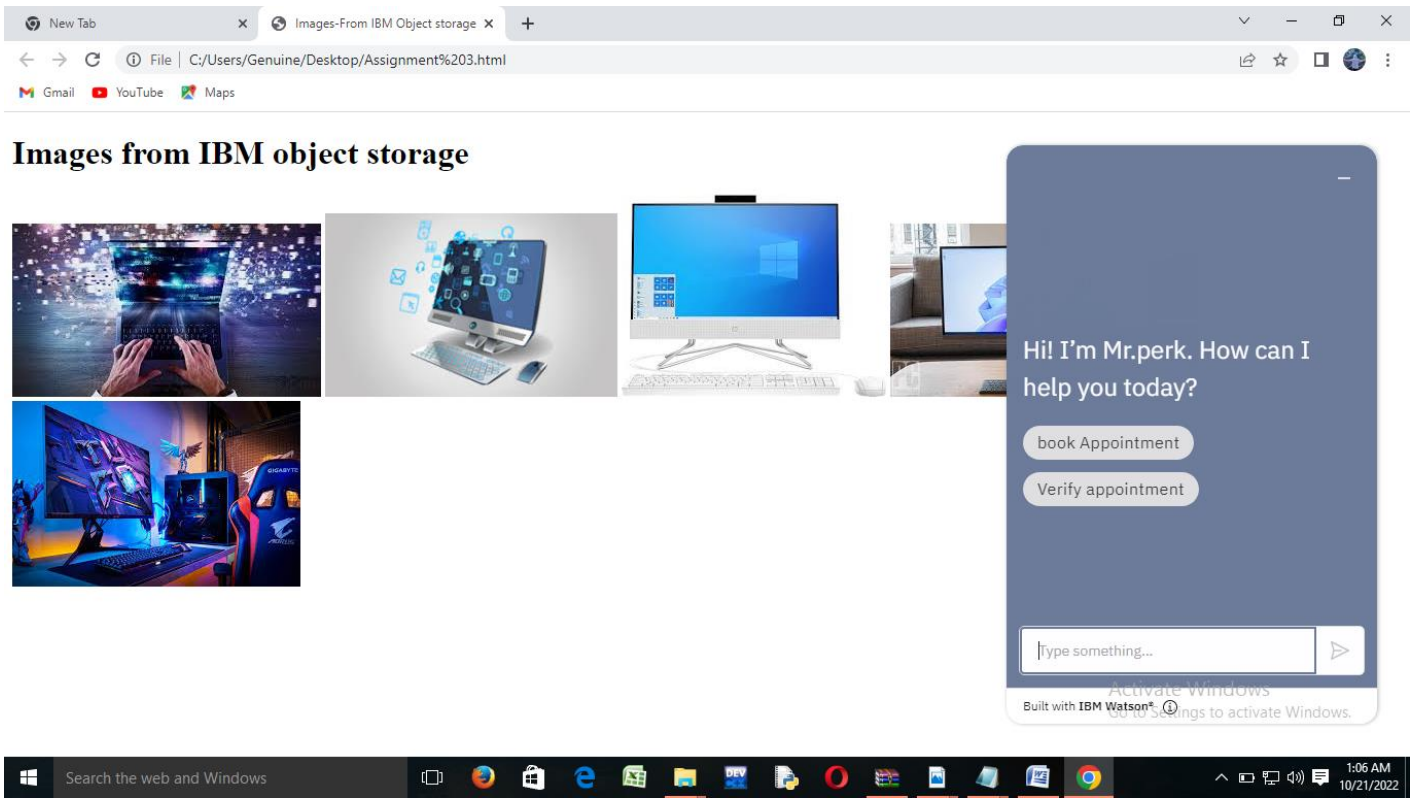 New Tab
Images-From IBM Object storage
File | C:/Users/Genuine/Desktop/Assignment%203.html
Gmail YouTube Maps
Images from IBM object storage
GIGABYTE
Hi! I’m Mr.perk. How can I
help you today?
book Appointment
Verify appointment
Type something...
Activate Windows
Built with IBM Watson®
Go to Settings to activate Windows.
Search the web and Windows
DEV
1:06 AM
10/21/2022